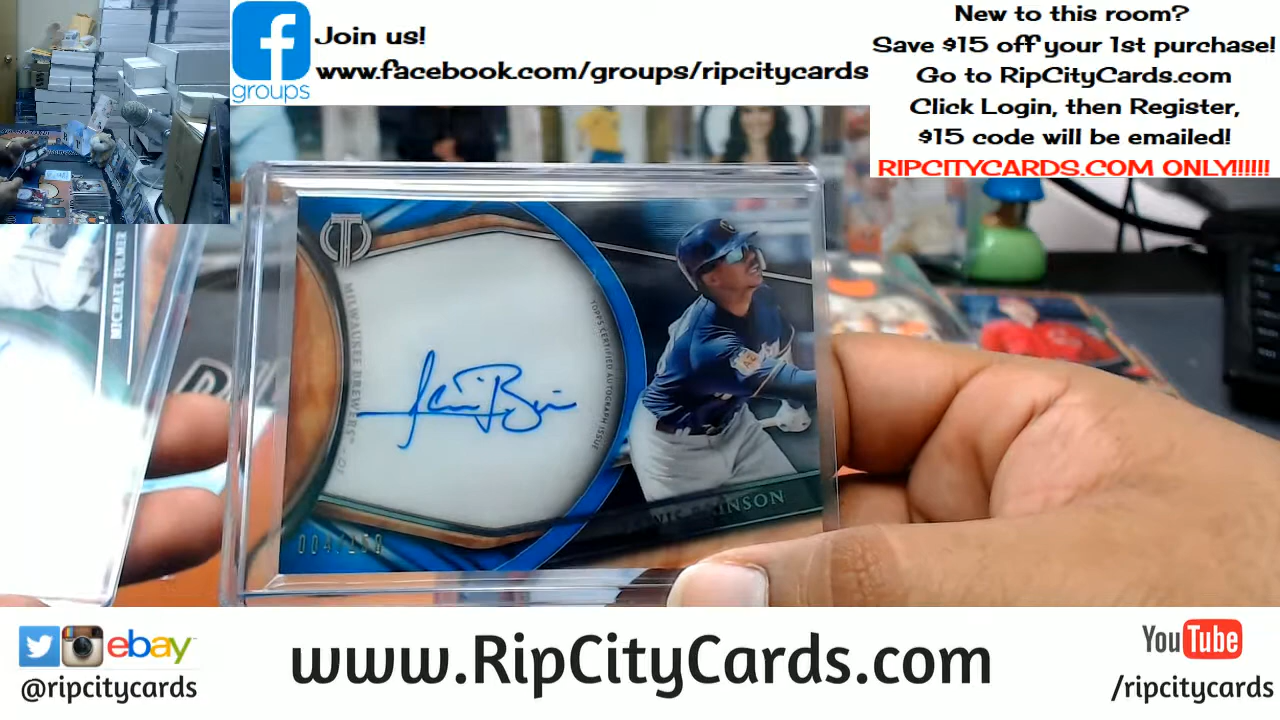 groups
Join us!
www.facebook.com/groups/ripcitycards
New to this room?
Save $15 off your 1st purchase!
Go to RipCityCards.com
Click Login, then Register,
$15 code will be emailed!
RIPCITYCARDS.COM ONLY!!!!!!
MICHAEL FULMER
MILWAUKEE BREWERS
TOPPS CERTIFIED AUTOGRAPH ISSUE
004/150
ebay
@ripcitycards
www.RipCityCards.com
YouTube
/ripcitycards